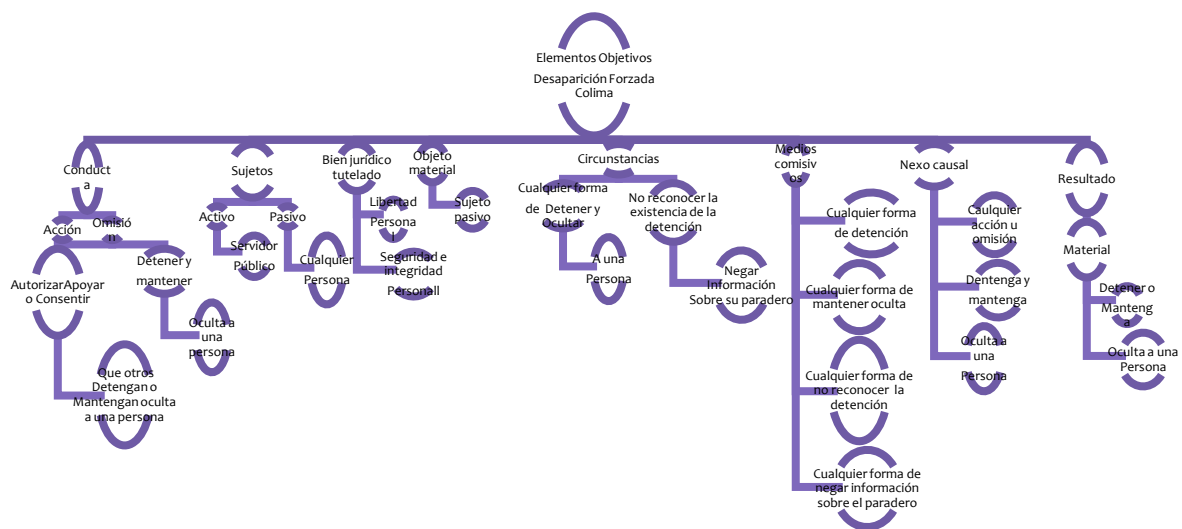 Elementos Objetivos
Desaparición Forzada
Colima
Conduct
a
Acción
Omisión
AutorizarApoyar
o Consentir
Que otros
Detengan o
Mantengan oculta
a una persona
Detener y
mantener
Oculta a
una
persona
Sujetos
Activo
Servidor
Público
Pasivo
Cualquier
Persona
Bien jurídico
tutelado
Libertad
Persona
l
Seguridad e
integridad
Personall
Objeto
material
Sujeto
pasivo
Circunstancias
Cualquier forma
de Detener y
Ocultar
A una
Persona
No reconocer la
existencia de la
detención
Negar
Información
Sobre su paradero
Medios
comisiv
os
Cualquier forma
de detención
Cualquier forma de
mantener oculta
Cualquier forma de
no reconocer la
detención
Cualquier forma de
negar información
sobre el paradero
Nexo causal
Caulquier
acción u
omisión
Dentenga y
mantenga
Oculta a
una
Persona
Resultado
Material
Detener o
Manteng
a
Oculta a una
Persona